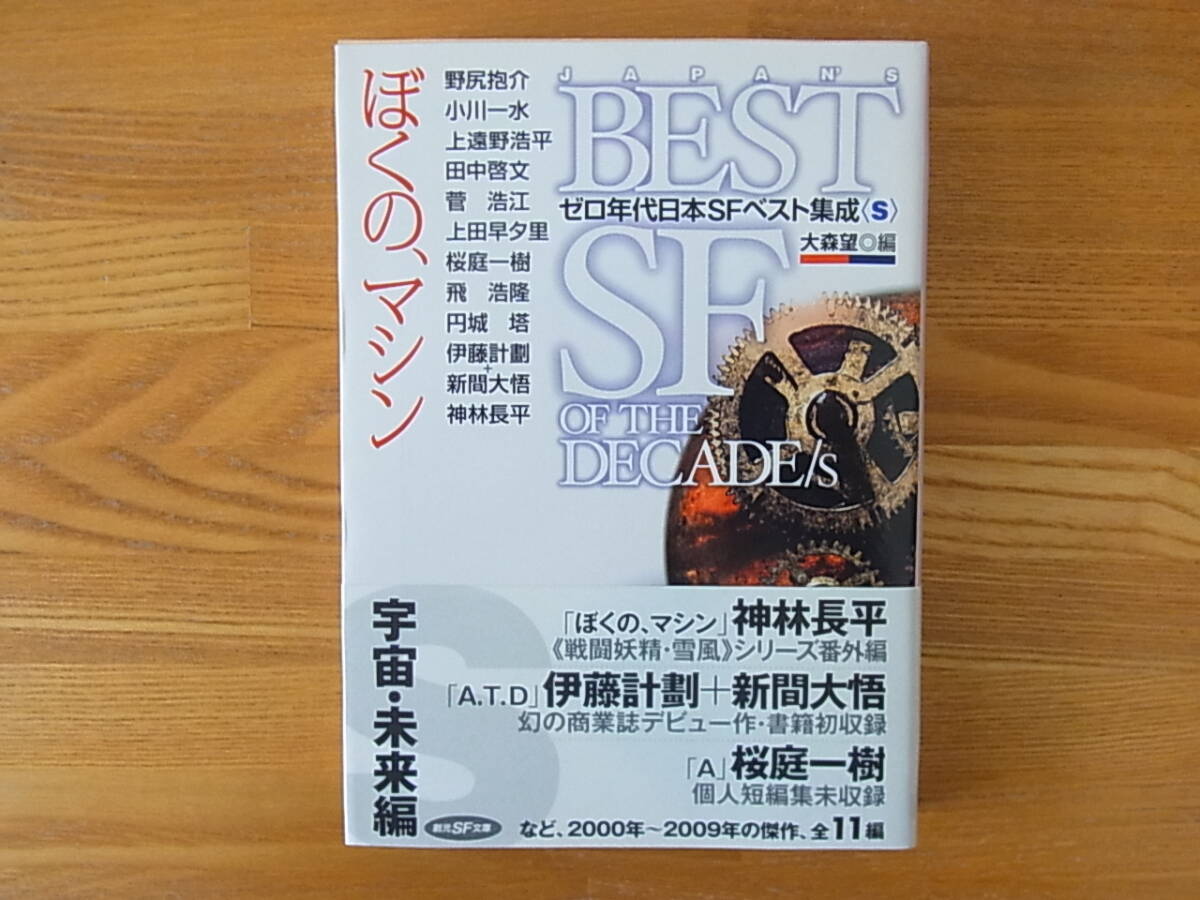 ぼくの、マシン
野尻抱介
小川一水
上遠野浩平
田中啓文
菅 浩江
上田早夕里
桜庭一樹
飛 浩隆
円城 塔
伊藤計劃
+
新間大悟
神林長平
JAPAN'S
BEST
ゼロ年代日本SFベスト集成〈S〉
大森望◎編
SF
OF THE
DECADE/S
宇宙・未来編
S
「ぼくの、マシン」神林長平
《戦闘妖精・雪風》シリーズ番外編
「A.T.D」伊藤計劃+新間大悟
幻の商業誌デビュー作・書籍初収録
「A」桜庭一樹
個人短編集未収録
創元SF文庫
など、2000年~2009年の傑作、全11編